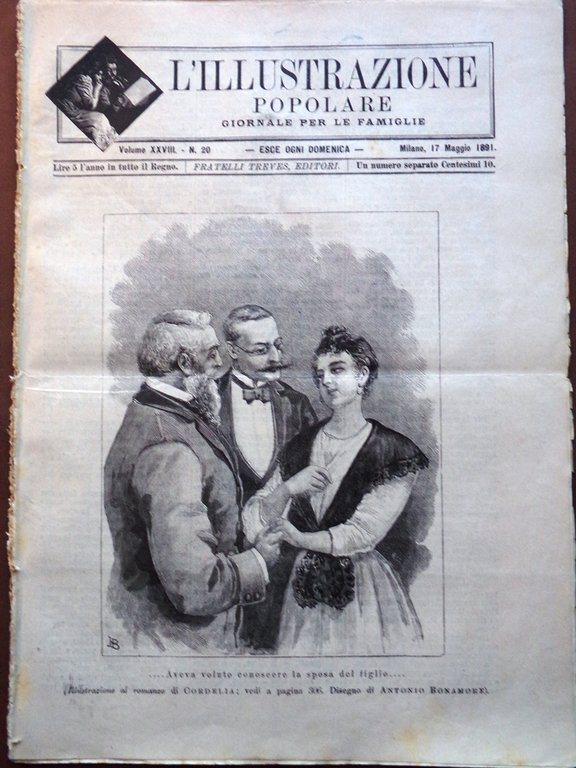 L'ILLUSTRAZIONE
POPOLARE
GIORNALE PER LE FAMIGLIE
Volume XXVIII. - N. 20 — ESCE OGNI DOMENICA — Milano, 17 Maggio 1891.
Lire 5 l'anno in tutto il Regno. FRATELLI TREVES, EDITORI. Un numero separato Centesimi 10.
....Aveva voluto conoscere la sposa del figlio....
(Illustrazione al romanzo di CORDELIA; vedi a pagina 306. Disegno di ANTONIO BONAMORE).